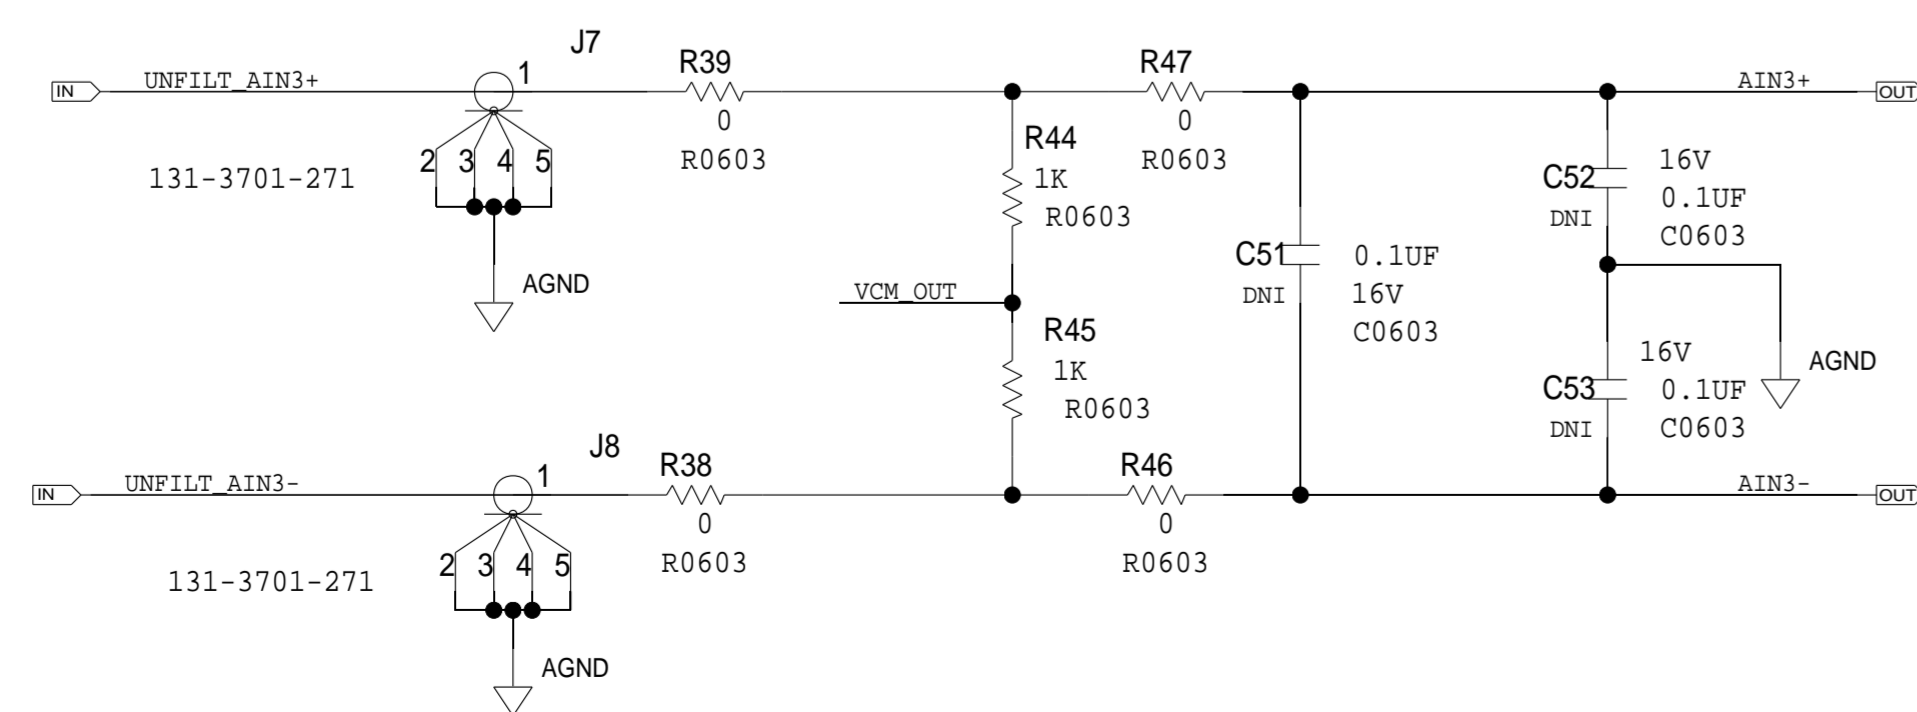 J7
R39
R47
IN
UNFILT_AIN3+
1
AIN3+
OUT
0
0
R0603
R0603
R44
1K
R0603
2 3 4 5
131-3701-271
16V
C52
0.1UF
DNI
C0603
C51
0.1UF
DNI
16V
C0603
AGND
VCM_OUT
R45
1K
R0603
16V
AGND
C53
0.1UF
DNI
C0603
J8
R38
R46
IN
UNFILT_AIN3-
1
AIN3-
OUT
0
0
R0603
R0603
2 3 4 5
131-3701-271
AGND